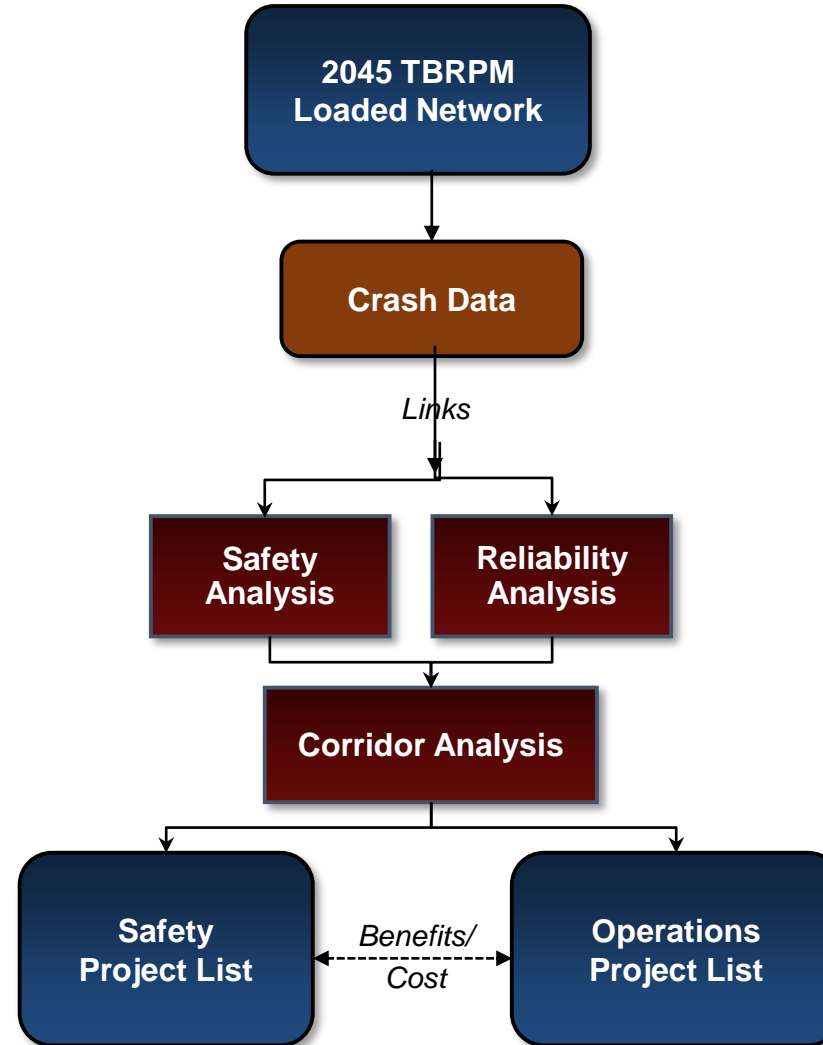 2045 TBRPM
Loaded Network
Crash Data
Links
Safety
Analysis
Reliability
Analysis
Corridor Analysis
Safety
Project List
Benefits/
Cost
Operations
Project List